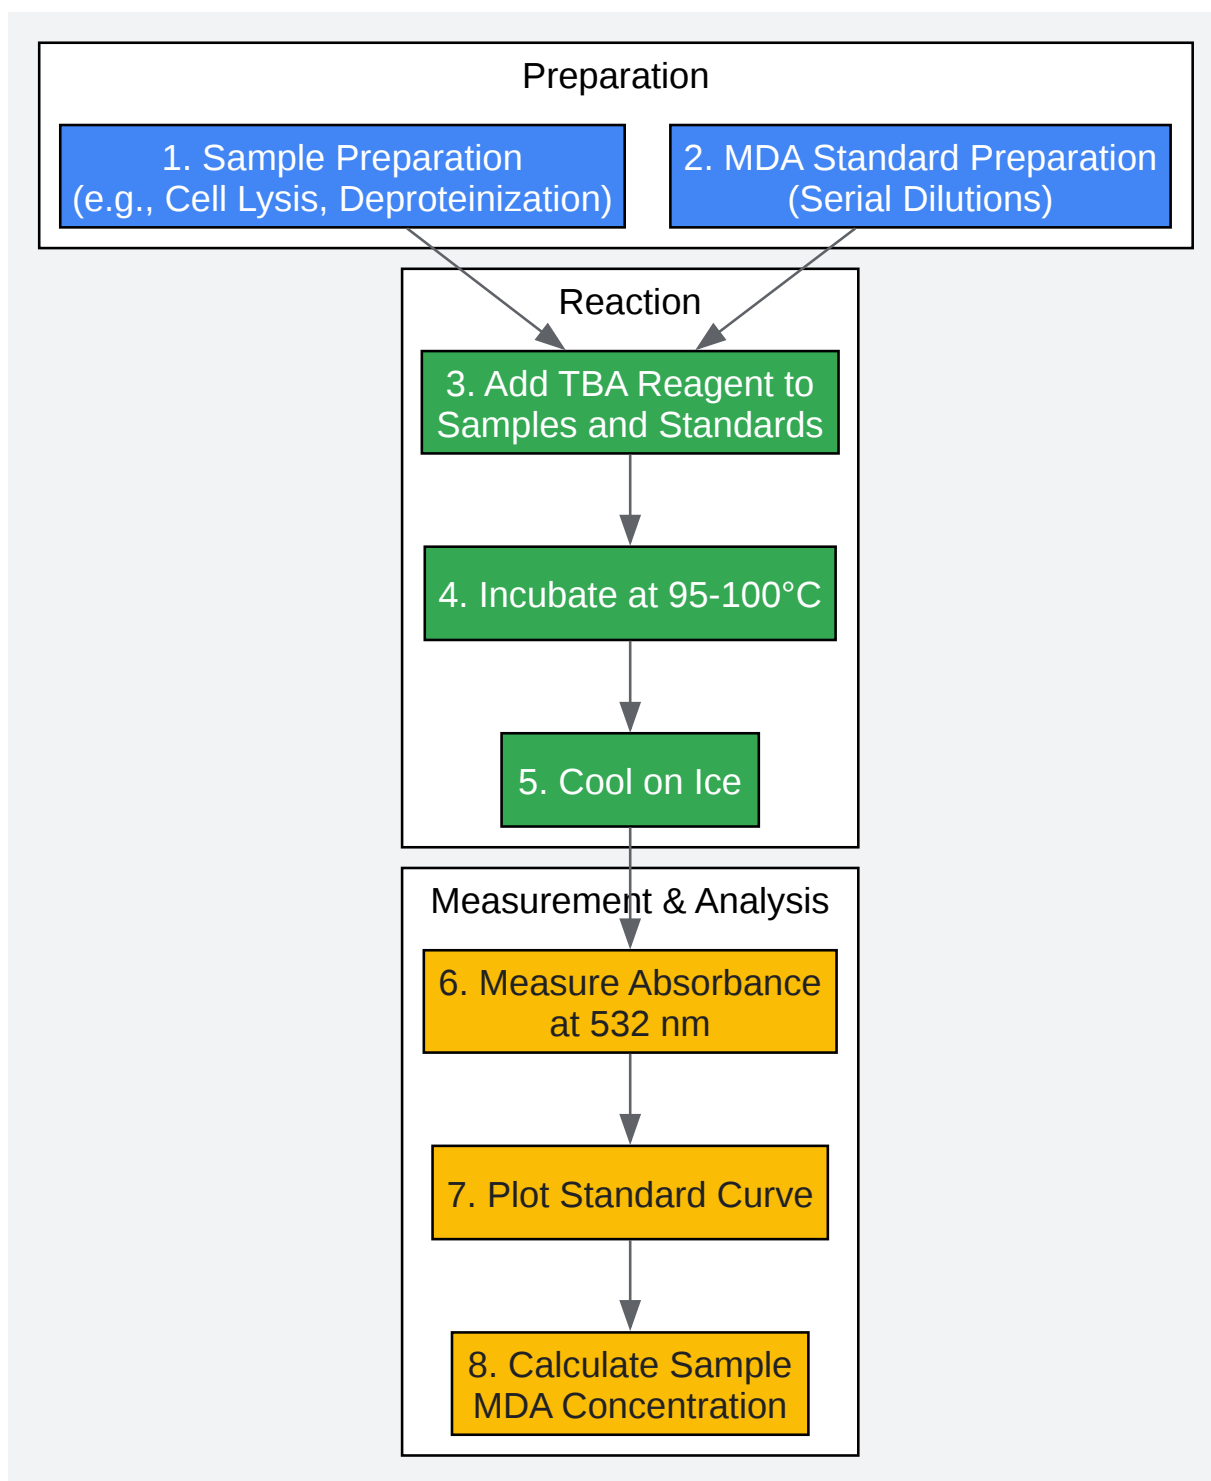 Preparation
1. Sample Preparation
(e.g., Cell Lysis, Deproteinization)
2. MDA Standard Preparation
(Serial Dilutions)
Reaction
3. Add TBA Reagent to
Samples and Standards
4. Incubate at 95-100°C
5. Cool on Ice
Measurement & Analysis
6. Measure Absorbance
at 532 nm
7. Plot Standard Curve
8. Calculate Sample
MDA Concentration